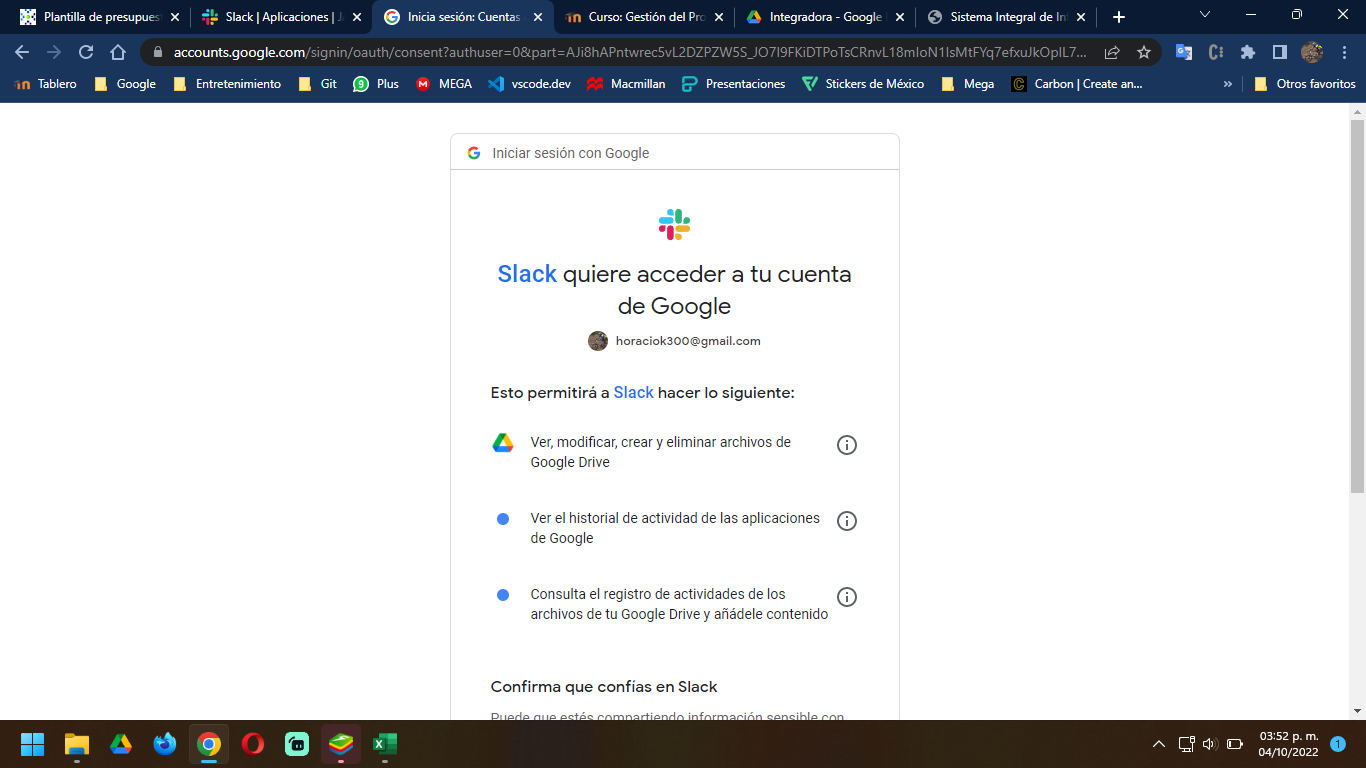 Plantilla de presupues
Slack | Aplicaciones | J
Inicia sesión: Cuentas
Curso: Gestión del Pro
Integradora - Google
Sistema Integral de In
accounts.google.com/signin/oauth/consent?authuser=0&part=AJi8hAPntwrec5vL2DZPZW5S_JO7I9FKiDTPoTsCRnvL18mIoN1IsMtFYq7efxuJkOpIL7...
Tablero
Google
Entretenimiento
Git
Plus
MEGA
vscode.dev
Macmillan
Presentaciones
Stickers de México
Mega
Carbon | Create an...
»
Otros favoritos
Iniciar sesión con Google
Slack quiere acceder a tu cuenta
de Google
horaciok300@gmail.com
Esto permitirá a Slack hacer lo siguiente:
Ver, modificar, crear y eliminar archivos de
Google Drive
Ver el historial de actividad de las aplicaciones
de Google
Consulta el registro de actividades de los
archivos de tu Google Drive y añádele contenido
Confirma que confías en Slack
Puede que estés compartiendo información sensible con
03:52 p. m.
04/10/2022
1